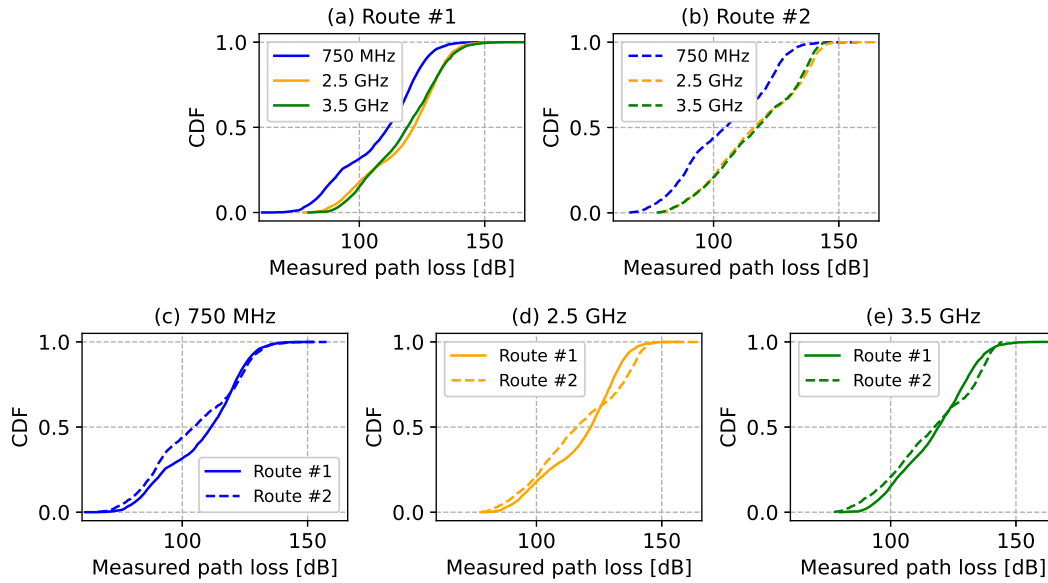 (a) Route #1
1.0
0.5
0.0
CDF
750 MHz
2.5 GHz
3.5 GHz
100
150
Measured path loss [dB]
(b) Route #2
1.0
0.5
0.0
CDF
750 MHz
2.5 GHz
3.5 GHz
100
150
Measured path loss [dB]
(c) 750 MHz
1.0
0.5
0.0
CDF
Route #1
Route #2
100
150
Measured path loss [dB]
(d) 2.5 GHz
1.0
0.5
0.0
CDF
Route #1
Route #2
100
150
Measured path loss [dB]
(e) 3.5 GHz
1.0
0.5
0.0
CDF
Route #1
Route #2
100
150
Measured path loss [dB]